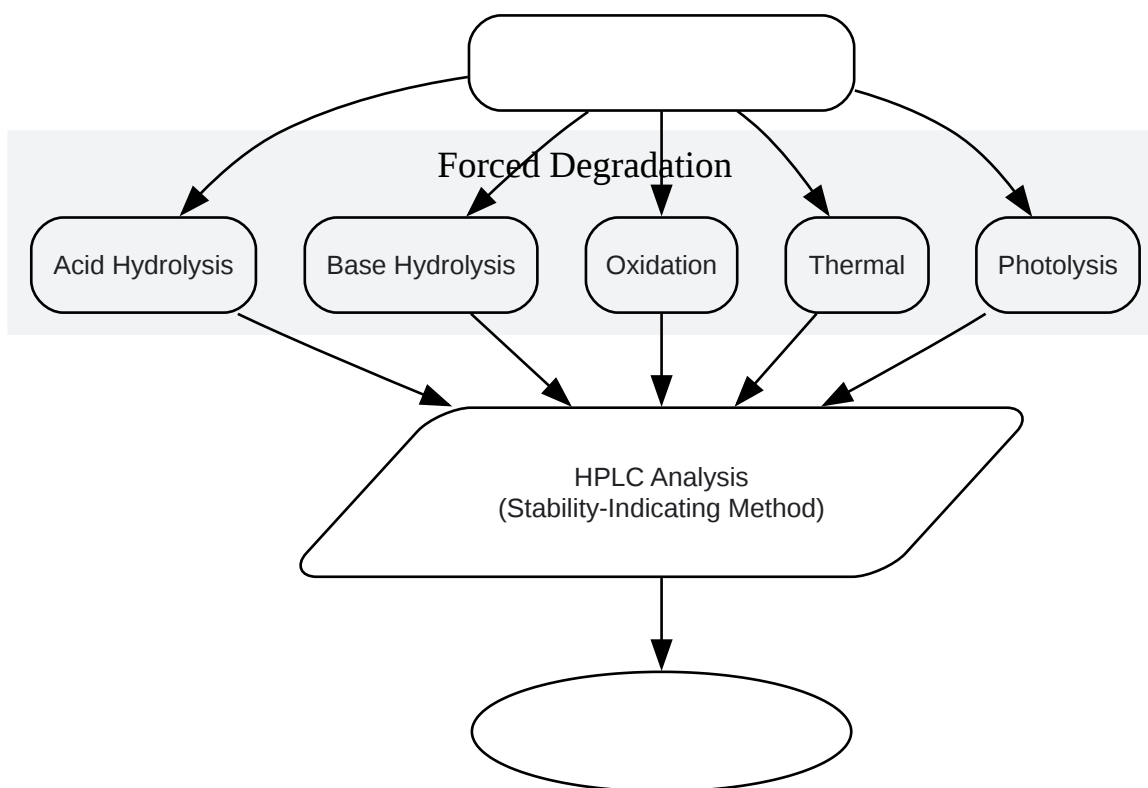 Forced Degradation
Acid Hydrolysis
Base Hydrolysis
Oxidation
Thermal
Photolysis
HPLC Analysis
(Stability-Indicating Method)